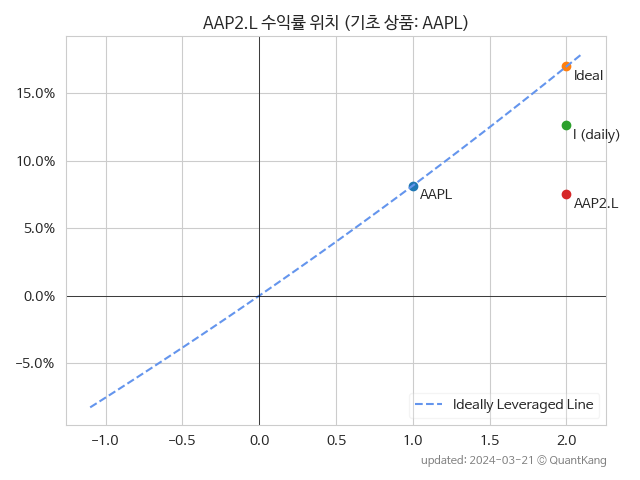 AAP2.L 수익률 위치 (기초 상품: AAPL)
15.0%
10.0%
5.0%
0.0%
−5.0%
Ideal
I (daily)
AAPL
AAP2.L
Ideally Leveraged Line
−1.0 −0.5 0.0 0.5 1.0 1.5 2.0
updated: 2024-03-21 © QuantKang